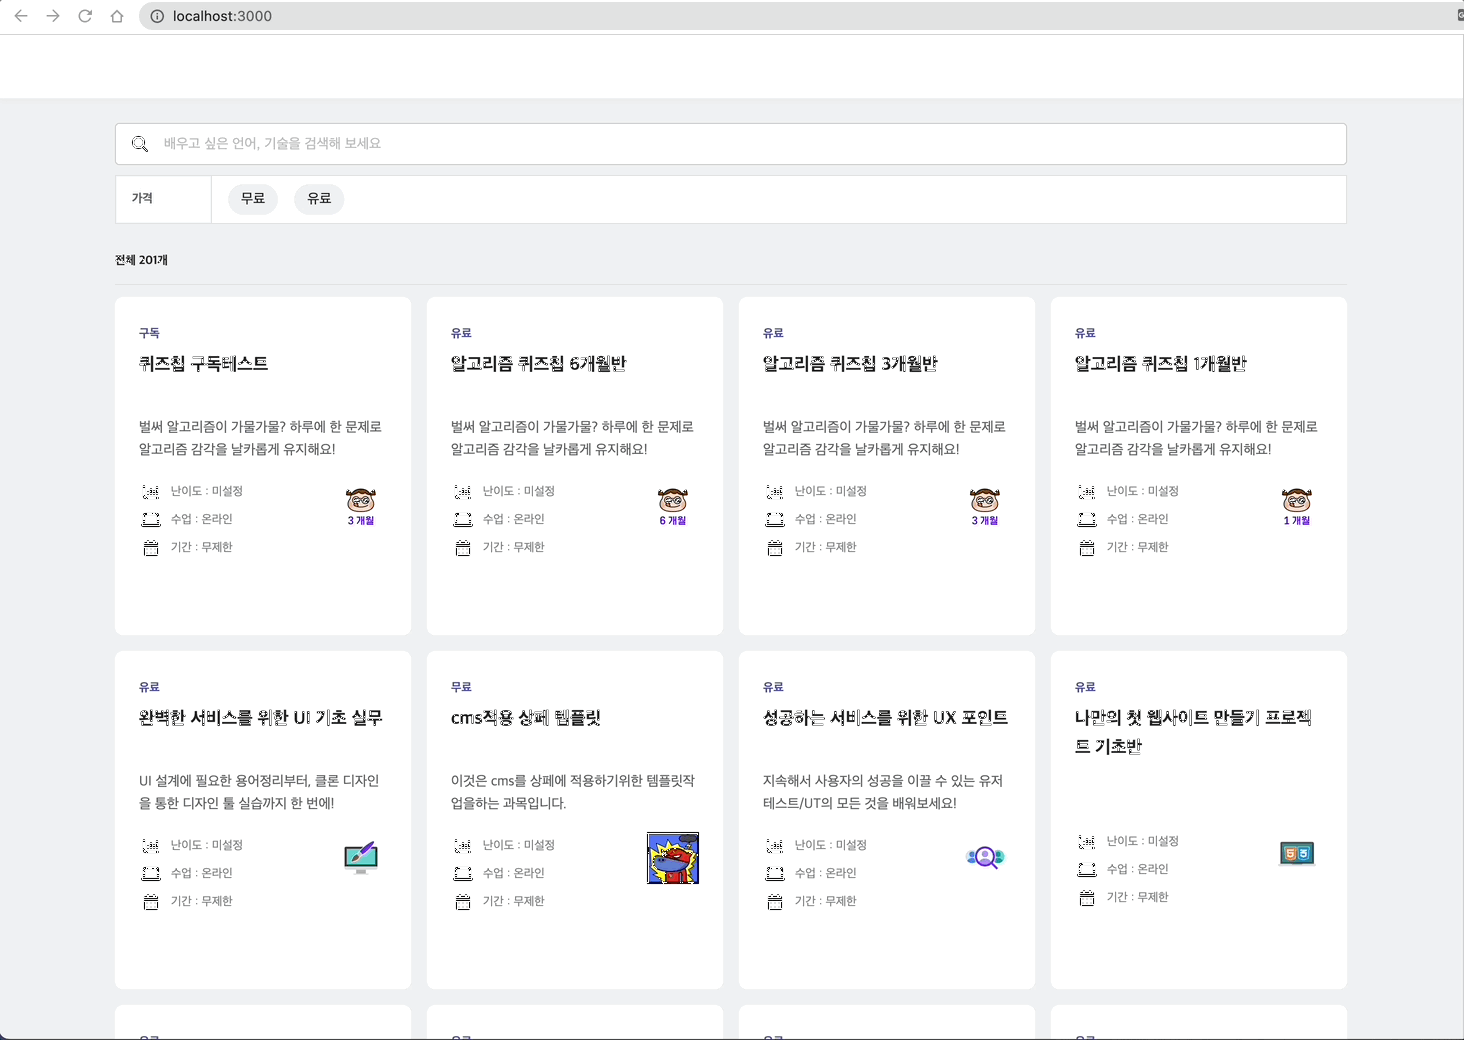 localhost:3000
배우고 싶은 언어, 기술을 검색해 보세요
가격
무료
유료
전체 201개
구독
퀴즈칩 구독테스트
벌써 알고리즘이 가물가물? 하루에 한 문제로
알고리즘 감각을 날카롭게 유지해요!
난이도 : 미설정
수업 : 온라인
기간 : 무제한
3 개월
유료
알고리즘 퀴즈칩 6개월반
벌써 알고리즘이 가물가물? 하루에 한 문제로
알고리즘 감각을 날카롭게 유지해요!
난이도 : 미설정
수업 : 온라인
기간 : 무제한
6 개월
유료
알고리즘 퀴즈칩 3개월반
벌써 알고리즘이 가물가물? 하루에 한 문제로
알고리즘 감각을 날카롭게 유지해요!
난이도 : 미설정
수업 : 온라인
기간 : 무제한
3 개월
유료
알고리즘 퀴즈칩 1개월반
벌써 알고리즘이 가물가물? 하루에 한 문제로
알고리즘 감각을 날카롭게 유지해요!
난이도 : 미설정
수업 : 온라인
기간 : 무제한
1 개월
유료
완벽한 서비스를 위한 UI 기초 실무
UI 설계에 필요한 용어정리부터, 클론 디자인
을 통한 디자인 툴 실습까지 한 번에!
난이도 : 미설정
수업 : 온라인
기간 : 무제한
무료
cms적용 상페 템플릿
이것은 cms를 상페에 적용하기위한 템플릿작
업을하는 과목입니다.
난이도 : 미설정
수업 : 온라인
기간 : 무제한
유료
성공하는 서비스를 위한 UX 포인트
지속해서 사용자의 성공을 이끌 수 있는 유저
테스트/UT의 모든 것을 배워보세요!
난이도 : 미설정
수업 : 온라인
기간 : 무제한
유료
나만의 첫 웹사이트 만들기 프로젝
트 기초반
난이도 : 미설정
수업 : 온라인
기간 : 무제한
5 5